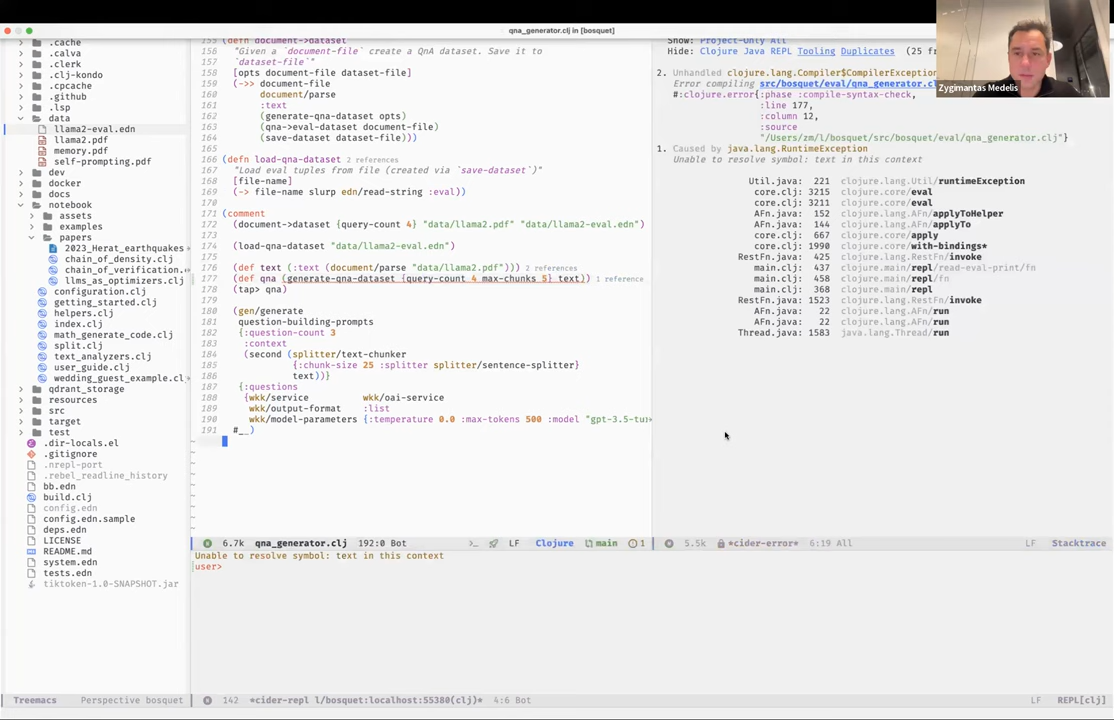 qna_generator.clj in [bosquet]
.cache
.calva
.clerk
.clj-kondo
.cpcache
.github
.lsp
data
llama2-eval.edn
llama2.pdf
memory.pdf
self-prompting.pdf
dev
docker
docs
notebook
assets
examples
papers
2023_Herat_earthquakes
chain_of_density.clj
chain_of_verification.
llms_as_optimizers.clj
configuration.clj
getting_started.clj
helpers.clj
index.clj
math_generate_code.clj
split.clj
text_analyzers.clj
user_guide.clj
wedding_guest_example.clj
qdrant_storage
resources
src
target
test
.dir-locals.el
.gitignore
.nrepl-port
.rebel_readline_history
bb.edn
build.clj
config.edn
config.edn.sample
deps.edn
LICENSE
README.md
system.edn
tests.edn
tiktoken-1.0-SNAPSHOT.jar
Treemacs Perspective bosquet
155 (defn document->dataset
156 "Given a `document-file` create a QnA dataset. Save it to
157 `dataset-file`"
158 [opts document-file dataset-file]
159 (->> document-file
160 document/parse
161 :text
162 (generate-qna-dataset opts)
163 (qna->eval-dataset document-file)
164 (save-dataset dataset-file)))
165
166 (defn load-qna-dataset 2 references
167 "Load eval tuples from file (created via `save-dataset`)"
168 [file-name]
169 (-> file-name slurp edn/read-string :eval))
170
171 (comment
172 (document->dataset {query-count 4} "data/llama2.pdf" "data/llama2-eval.edn")
173
174 (load-qna-dataset "data/llama2-eval.edn")
175
176 (def text (:text (document/parse "data/llama2.pdf"))) 2 references
177 (def qna (generate-qna-dataset {query-count 4 max-chunks 5} text)) 1 reference
178 (tap> qna)
179
180 (gen/generate
181 question-building-prompts
182 {:question-count 3
183 :context
184 (second (splitter/text-chunker
185 {:chunk-size 25 :splitter splitter/sentence-splitter}
186 text))}
187 {:questions
188 {wkk/service wkk/oai-service
189 wkk/output-format :list
190 wkk/model-parameters {:temperature 0.0 :max-tokens 500 :model "gpt-3.5-tu
191 #__)
6.7k qna_generator.clj 192:0 Bot LF Clojure main 1
Unable to resolve symbol: text in this context
user>
142 *cider-repl l/bosquet:localhost:55380(clj)* 4:6 Bot LF REPL[clj]
Show: Project-Only All
Hide: Clojure Java REPL Tooling Duplicates (25 fr
2. Unhandled clojure.lang.Compiler$CompilerException
Error compiling src/bosquet/eval/qna_generator.cl
#:clojure.error{:phase :compile-syntax-check,
:line 177,
:column 12,
:source
"/Users/zm/l/bosquet/src/bosquet/eval/qna_generator.clj"}
1. Caused by java.lang.RuntimeException
Unable to resolve symbol: text in this context
Util.java: 221 clojure.lang.Util/runtimeException
core.clj: 3215 clojure.core/eval
core.clj: 3211 clojure.core/eval
AFn.java: 152 clojure.lang.AFn/applyToHelper
AFn.java: 144 clojure.lang.AFn/applyTo
core.clj: 667 clojure.core/apply
core.clj: 1990 clojure.core/with-bindings*
RestFn.java: 1523 clojure.lang.RestFn/invoke
main.clj: 437 clojure.main/repl/read-eval-print/fn
main.clj: 458 clojure.main/repl
main.clj: 368 clojure.main/repl
RestFn.java: 1523 clojure.lang.RestFn/invoke
AFn.java: 22 clojure.lang.AFn/run
AFn.java: 22 clojure.lang.AFn/run
Thread.java: 1583 java.lang.Thread/run
5.5k *cider-error* 6:19 All LF Stacktrace
Zygimantas Medelis